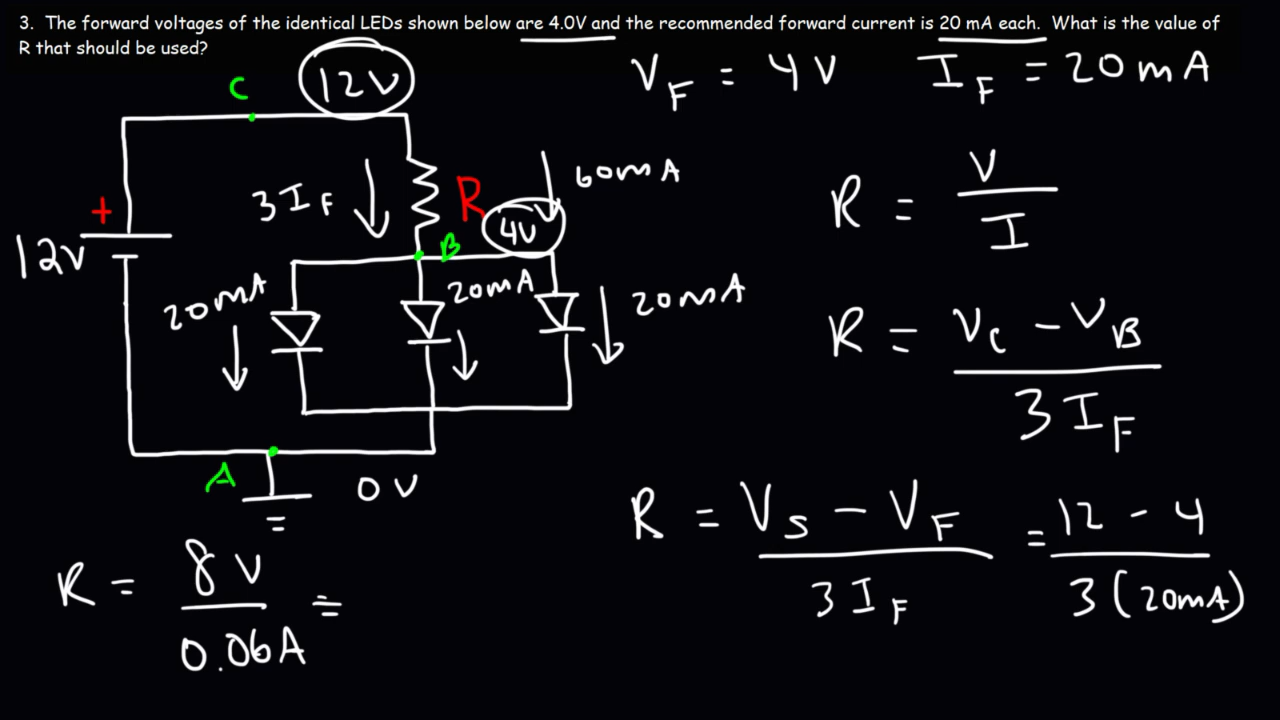 3. The forward voltages of the identical LEDs shown below are 4.0V and the recommended forward current is 20 mA each. What is the value of
R that should be used?
V_F = 4V I_F = 20mA
C 12V
3I_F R 60mA
R = V / I
+
12V
B 4V
20mA 20mA 20mA
R = V_C - V_B / 3I_F
A 0V
R = V_S - V_F / 3I_F = 12 - 4 / 3(20mA)
R = 8V / 0.06A =